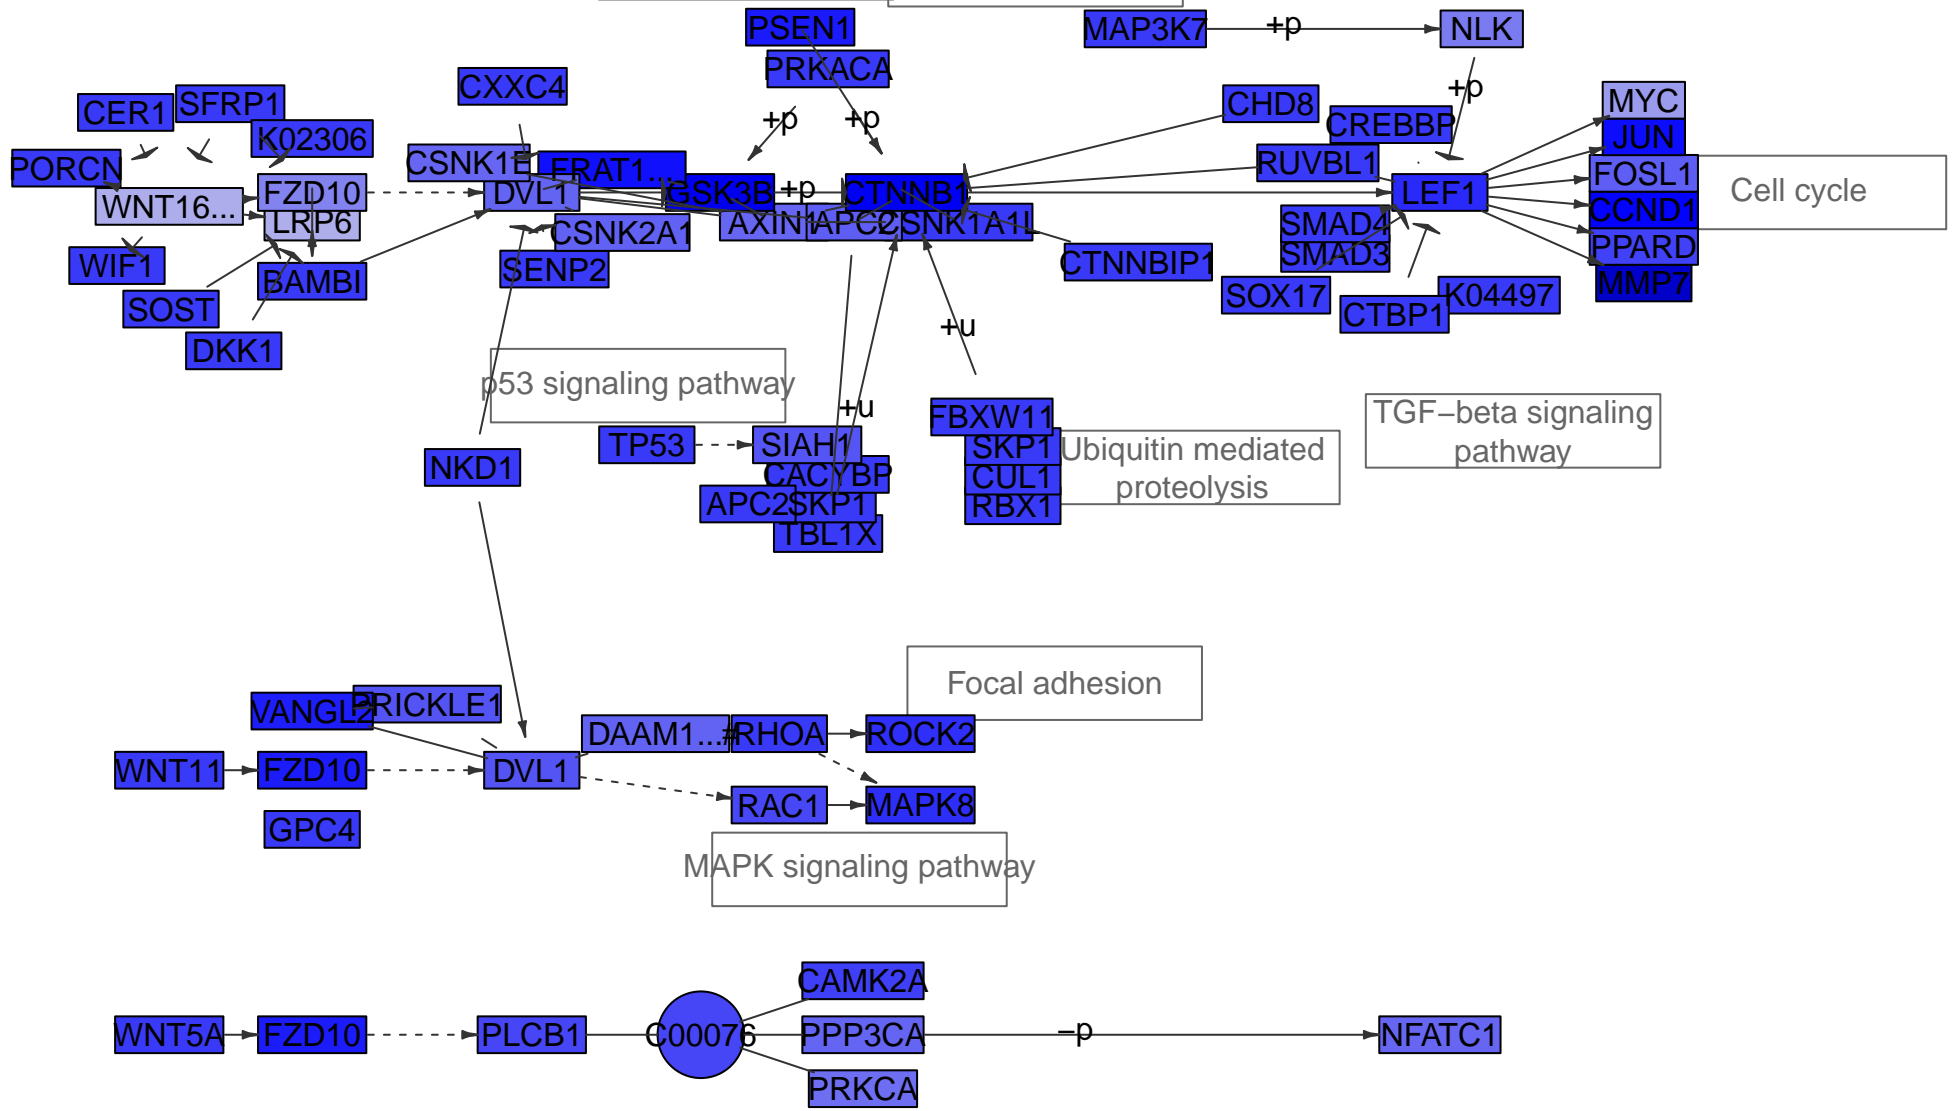 PSEN1
MAP3K7
+p
NLK
PRKACA
CXXC4
+p
MYC
CER1
SFRP1
CHD8
+p
+p
CREBBP
JUN
K02306
PORCN
CSNK1E
FRAT1...
RUVBL1
FOSL1
WNT16...
FZD10
DVL1
GSK3B
+p
CTNNB1
LEF1
Cell cycle
LRP6
CCND1
AXIN1
APC2
CSNK1A1L
SMAD4
CSNK2A1
PPARD
SMAD3
WIF1
BAMBI
SENP2
CTNNBIP1
MMP7
SOST
SOX17
K04497
CTBP1
DKK1
+u
p53 signaling pathway
+u
FBXW11
TGF−beta signaling
pathway
TP53
SIAH1
SKP1
Ubiquitin mediated
proteolysis
NKD1
CACYBP
CUL1
APC2
SKP1
RBX1
TBL1X
Focal adhesion
VANGL2
PRICKLE1
DAAM1...#
RHOA
ROCK2
WNT11
FZD10
DVL1
RAC1
MAPK8
GPC4
MAPK signaling pathway
CAMK2A
WNT5A
FZD10
PLCB1
C00076
PPP3CA
−p
NFATC1
PRKCA